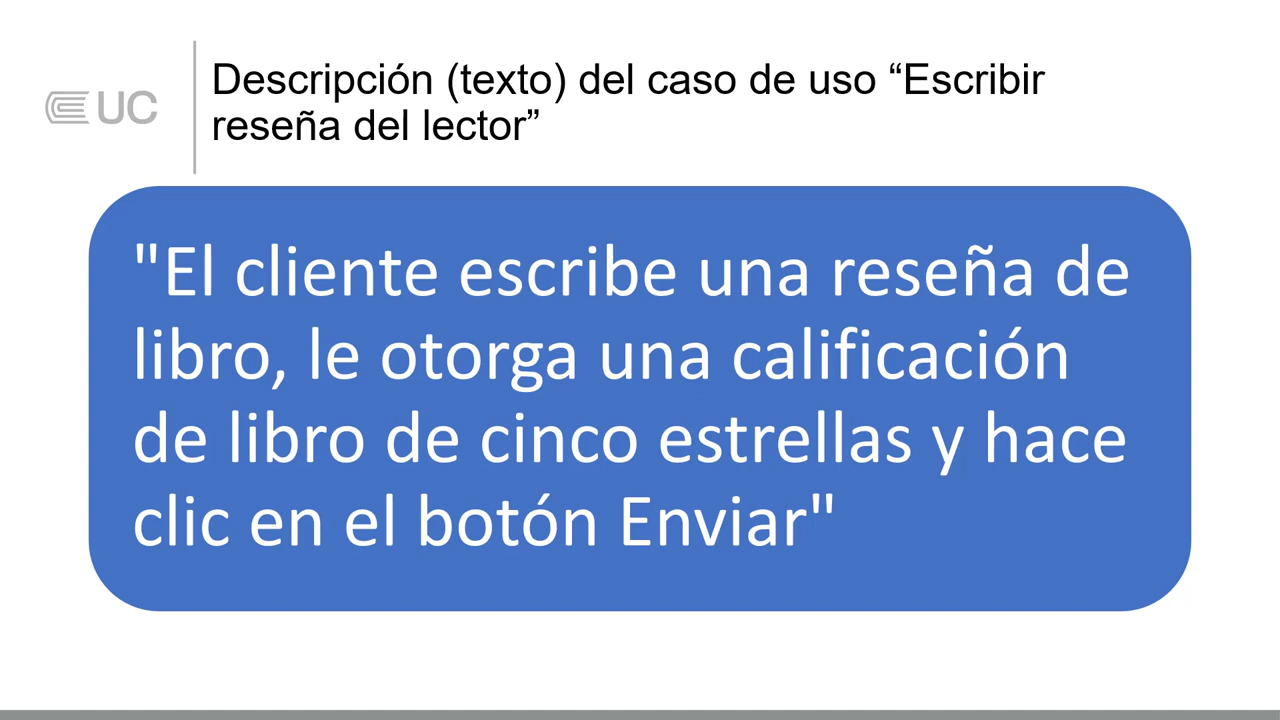 UC
Descripción (texto) del caso de uso “Escribir
reseña del lector”
"El cliente escribe una reseña de
libro, le otorga una calificación
de libro de cinco estrellas y hace
clic en el botón Enviar"